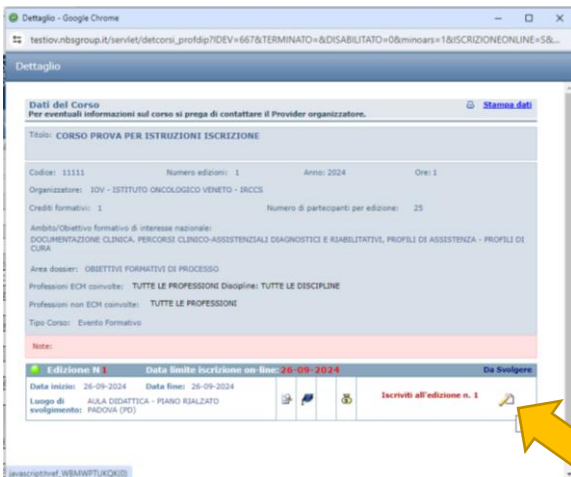 Dettaglio - Google Chrome
testiov.nbsgroup.it/servlet/detcorsi_profdip?IDEV=667&TERMINATO=&DISABILITATO=0&minoars=1&ISCRIZIONEONLINE=S&...
Dettaglio
Dati del Corso
Stampa dati
Per eventuali informazioni sul corso si prega di contattare il Provider organizzatore.
Titolo: CORSO PROVA PER ISTRUZIONI ISCRIZIONE
Codice: 11111 Numero edizioni: 1 Anno: 2024 Ore: 1
Organizzatore: IOV - ISTITUTO ONCOLOGICO VENETO - IRCCS
Crediti formativi: 1 Numero di partecipanti per edizione: 25
Ambito/Obiettivo formativo di interesse nazionale:
DOCUMENTAZIONE CLINICA. PERCORSI CLINICO-ASSISTENZIALI DIAGNOSTICI E RIABILITATIVI, PROFILI DI ASSISTENZA - PROFILI DI
CURA
Area dossier: OBIETTIVI FORMATIVI DI PROCESSO
Professioni ECM coinvolte: TUTTE LE PROFESSIONI Discipline: TUTTE LE DISCIPLINE
Professioni non ECM coinvolte: TUTTE LE PROFESSIONI
Tipo Corso: Evento Formativo
Note:
Edizione N 1 Data limite iscrizione on-line: 26-09-2024 Da Svolgere
Data inizio: 26-09-2024 Data fine: 26-09-2024
Iscriviti all'edizione n. 1
Luogo di AULA DIDATTICA - PIANO RIALZATO
svolgimento: PADOVA (PD)